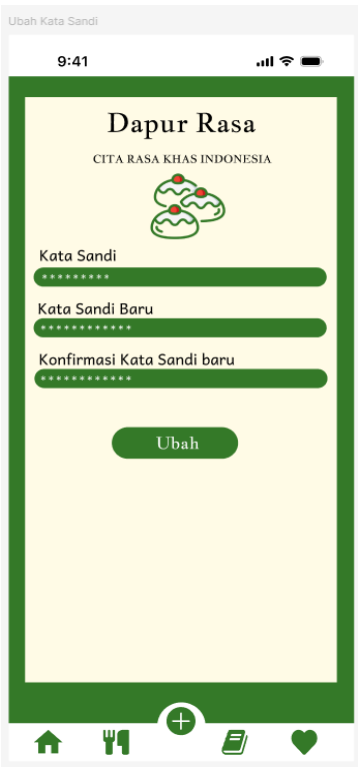 Ubah Kata Sandi
9:41
Dapur Rasa
CITA RASA KHAS INDONESIA
Kata Sandi
*********
Kata Sandi Baru
************
Konfirmasi Kata Sandi baru
************
Ubah